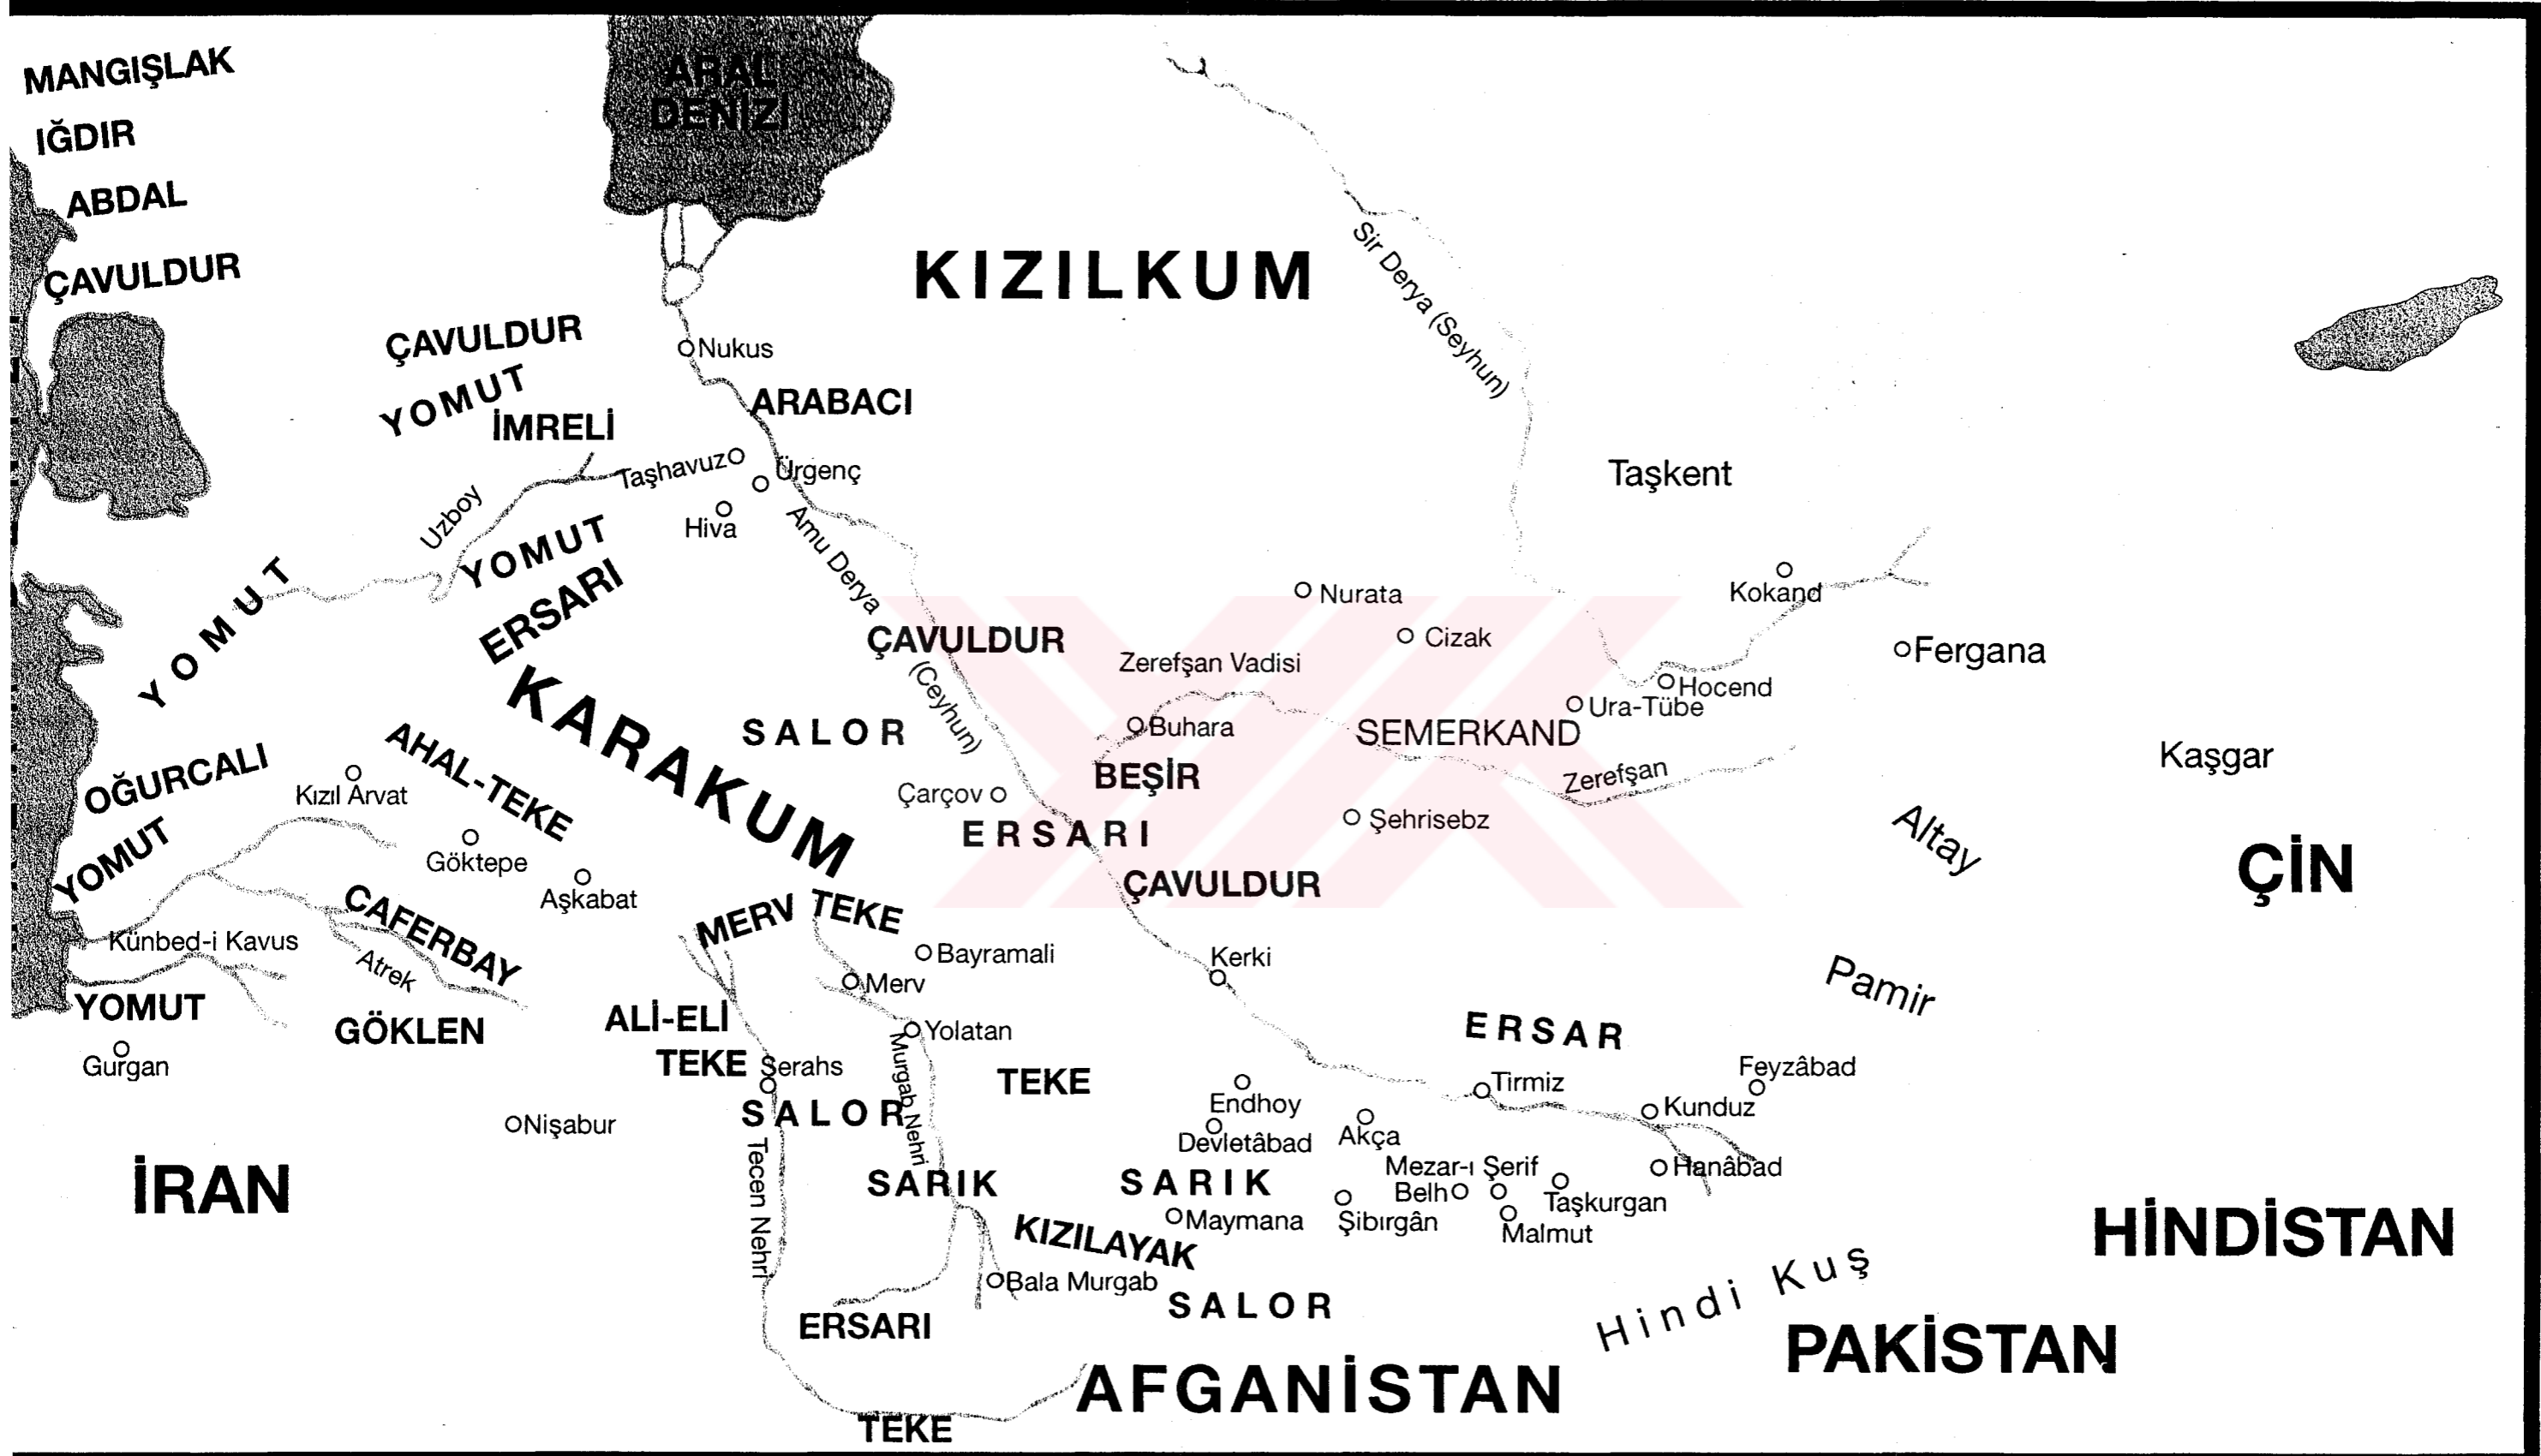 MANGIŞLAK
ARAL
DENİZİ
IĞDIR
ABDAL
ÇAVULDUR
KIZILKUM
Sir Derya (Seyhun)
ÇAVULDUR
Nukus
YOMUT
ARABACI
İMRELİ
Taşhavuz
Ürgenç
Taşkent
Uzboy
Hiva
Amu Derya
YOMUT
YOMUT
ERSARI
Nurata
Kokand
ÇAVULDUR
Cizak
Fergana
Zerefşan Vadisi
(Ceyhun)
Hocend
Ura-Tübe
KARAKUM
SALOR
Buhara
SEMERKAND
Kaşgar
OĞURCALI
AHAL-TEKE
Kızıl Arvat
Çarçov
BEŞİR
Zerefşan
YOMUT
Göktepe
ERSARI
Şehrisebz
Altay
ÇİN
Aşkabat
ÇAVULDUR
CAFERBAY
MERV TEKE
Künbed-i Kavus
Atrek
Bayramali
Kerki
Merv
Pamir
YOMUT
GÖKLEN
ALİ-ELİ
Yolatan
ERSAR
Gurgan
TEKE
Serahs
Murgab Nehri
TEKE
Feyzâbad
Tirmiz
Endhoy
Kunduz
SALOR
Nişabur
Devletâbad
Akça
Tecen Nehri
Mezar-ı Şerif
Hanâbad
İRAN
SARIK
SARIK
Belh
Taşkurgan
Maymana
Şibırgân
Malmut
KIZILAYAK
HİNDİSTAN
Bala Murgab
Hindi Kuş
SALOR
ERSARI
PAKİSTAN
AFGANİSTAN
TEKE